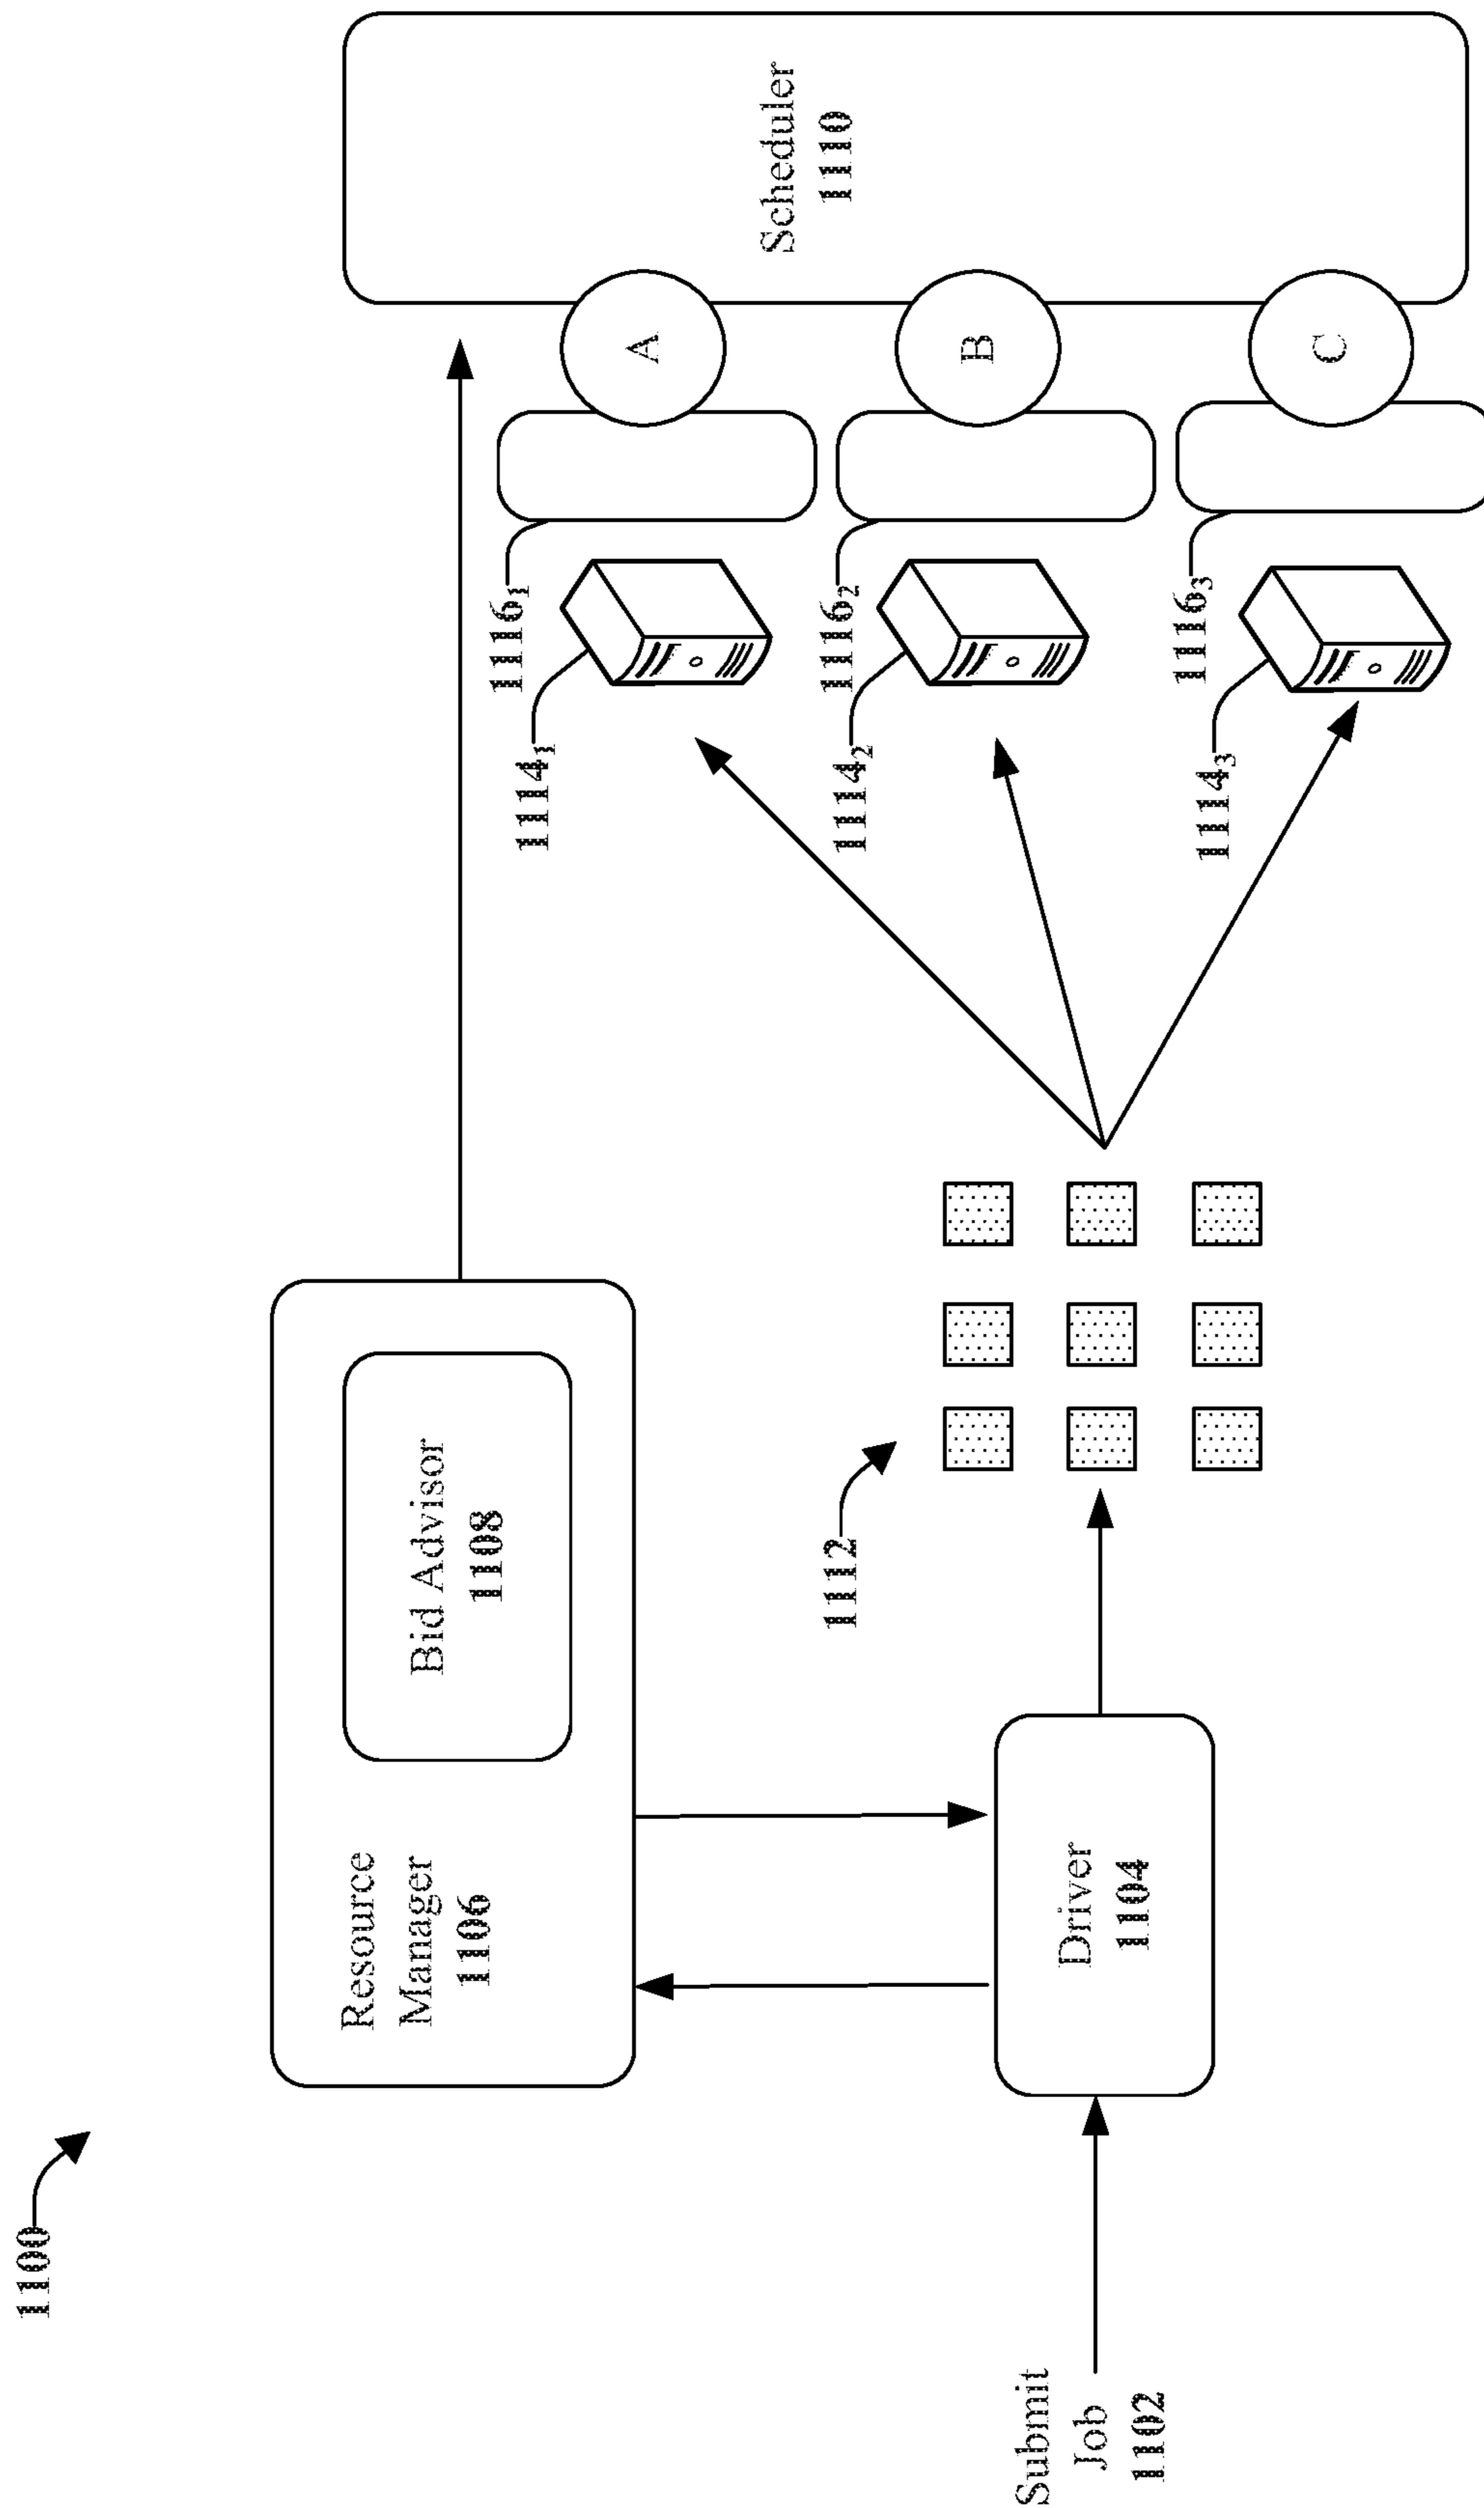 1100
Resource
Manager
1106
Bid Advisor
1108
Submit
Job
1102
Driver
1104
1112
1114₁
1116₁
A
1114₂
1116₂
B
1114₃
1116₃
C
Scheduler
1110